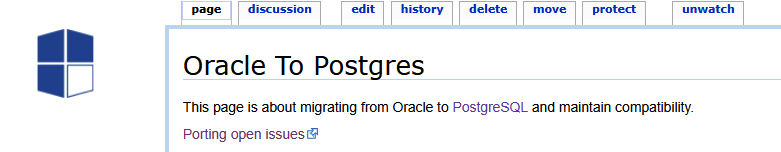 page discussion edit history delete move protect unwatch
Oracle To Postgres
This page is about migrating from Oracle to PostgreSQL and maintain compatibility.
Porting open issues